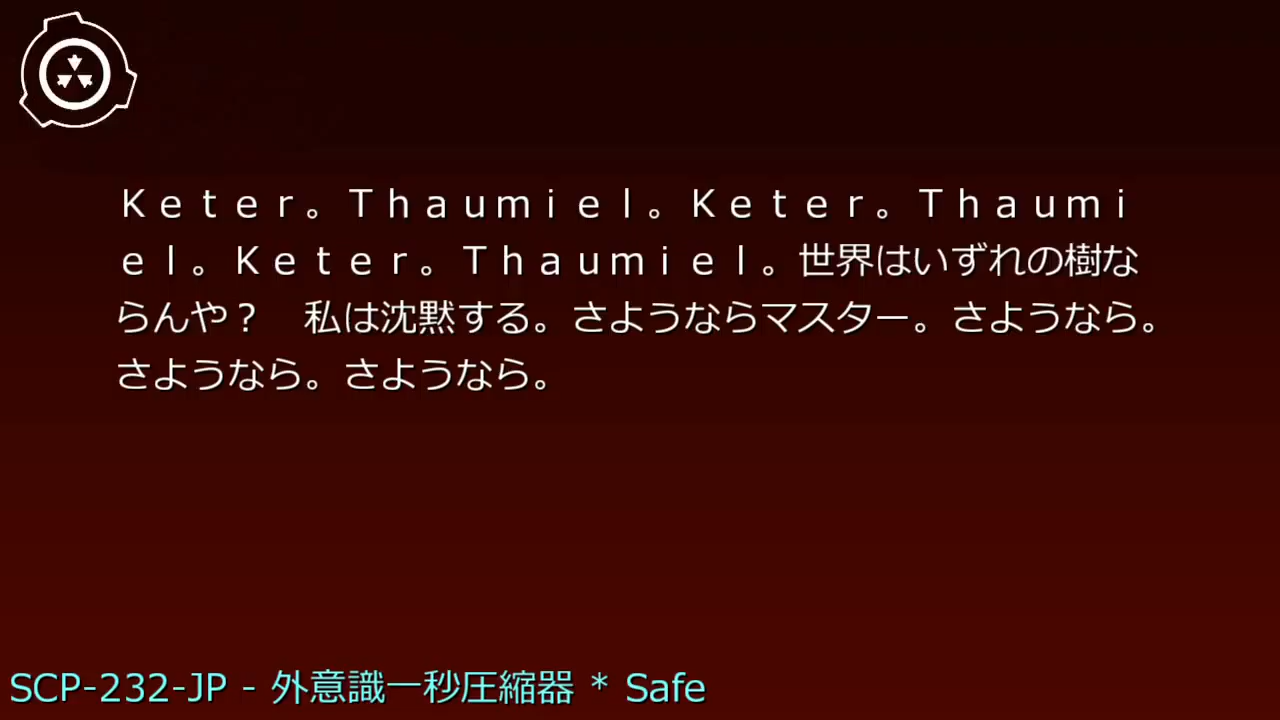 Ｋｅｔｅｒ。Ｔｈａｕｍｉｅｌ。Ｋｅｔｅｒ。Ｔｈａｕｍｉ
ｅｌ。Ｋｅｔｅｒ。Ｔｈａｕｍｉｅｌ。世界はいずれの樹な
らんや？　私は沈黙する。さようならマスター。さようなら。
さようなら。さようなら。
SCP-232-JP - 外意識一秒圧縮器 * Safe